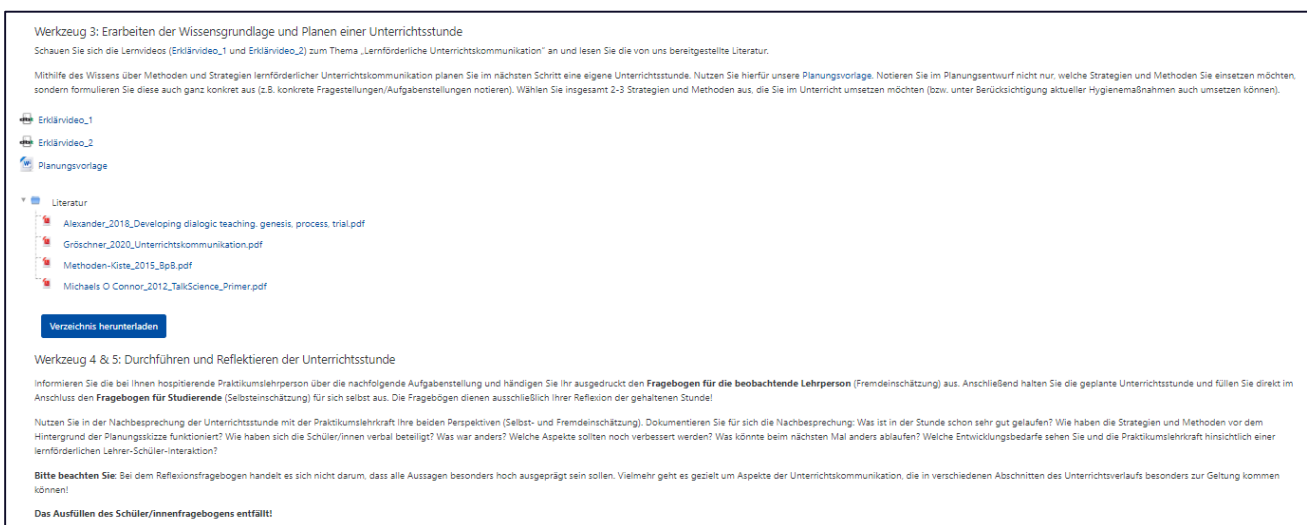 Werkzeug 3: Erarbeiten der Wissensgrundlage und Planen einer Unterrichtsstunde
Schauen Sie sich die Lernvideos (Erklärvideo_1 und Erklärvideo_2) zum Thema „Lernförderliche Unterrichtskommunikation" an und lesen Sie die von uns bereitgestellte Literatur.
Mithilfe des Wissens über Methoden und Strategien lernförderlicher Unterrichtskommunikation planen Sie im nächsten Schritt eine eigene Unterrichtsstunde. Nutzen Sie hierfür unsere Planungsvorlage. Notieren Sie im Planungsentwurf nicht nur, welche Strategien und Methoden Sie einsetzen möchten,
sondern formulieren Sie diese auch ganz konkret aus (z.B. konkrete Fragestellungen/Aufgabenstellungen notieren). Wählen Sie insgesamt 2-3 Strategien und Methoden aus, die Sie im Unterricht umsetzen möchten (bzw. unter Berücksichtigung aktueller Hygienemaßnahmen auch umsetzen können).
Erklärvideo_1
Erklärvideo_2
Planungsvorlage
Literatur
Alexander_2018_Developing dialogic teaching. genesis, process, trial.pdf
Gröschner_2020_Unterrichtskommunikation.pdf
Methoden-Kiste_2015_BpB.pdf
Michaels O Connor_2012_TalkScience_Primer.pdf
Verzeichnis herunterladen
Werkzeug 4 & 5: Durchführen und Reflektieren der Unterrichtsstunde
Informieren Sie die bei Ihnen hospitierende Praktikumslehrperson über die nachfolgende Aufgabenstellung und händigen Sie Ihr ausgedruckt den Fragebogen für die beobachtende Lehrperson (Fremdeinschätzung) aus. Anschließend halten Sie die geplante Unterrichtsstunde und füllen Sie direkt im
Anschluss den Fragebogen für Studierende (Selbsteinschätzung) für sich selbst aus. Die Fragebögen dienen ausschließlich Ihrer Reflexion der gehaltenen Stunde!
Nutzen Sie in der Nachbesprechung der Unterrichtsstunde mit der Praktikumslehrkraft Ihre beiden Perspektiven (Selbst- und Fremdeinschätzung). Dokumentieren Sie für sich die Nachbesprechung: Was ist in der Stunde schon sehr gut gelaufen? Wie haben die Strategien und Methoden vor dem
Hintergrund der Planungsskizze funktioniert? Wie haben sich die Schüler/innen verbal beteiligt? Was war anders? Welche Aspekte sollten noch verbessert werden? Was könnte beim nächsten Mal anders ablaufen? Welche Entwicklungsbedarfe sehen Sie und die Praktikumslehrkraft hinsichtlich einer
lernförderlichen Lehrer-Schüler-Interaktion?
Bitte beachten Sie: Bei dem Reflexionsfragebogen handelt es sich nicht darum, dass alle Aussagen besonders hoch ausgeprägt sein sollen. Vielmehr geht es gezielt um Aspekte der Unterrichtskommunikation, die in verschiedenen Abschnitten des Unterrichtsverlaufs besonders zur Geltung kommen
können!
Das Ausfüllen des Schüler/innenfragebogens entfällt!